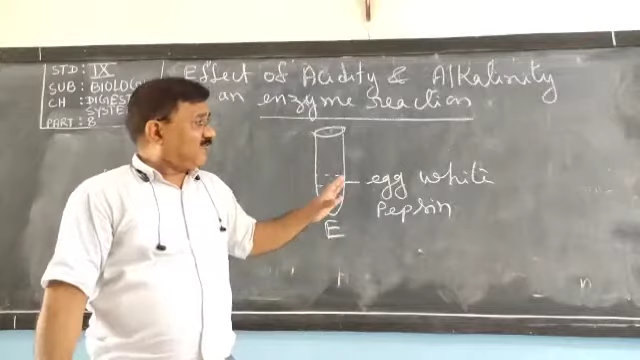 STD: IX
SUB: BIOLOG
CH: DIGEST
SYSTE
PART: 8
Effect of Acidity & Alkalinity
an enzyme reaction
egg white
Pepsin
E
n